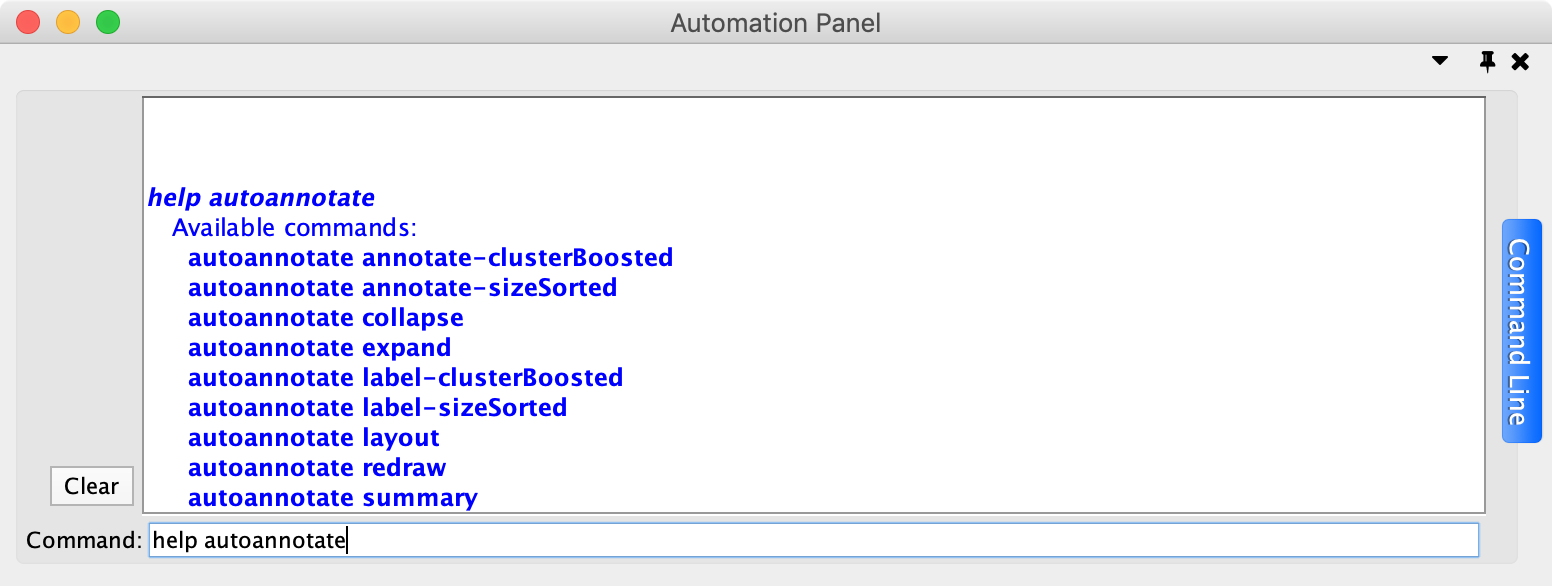 Automation Panel
help autoannotate
Available commands:
autoannotate annotate-clusterBoosted
autoannotate annotate-sizeSorted
autoannotate collapse
autoannotate expand
autoannotate label-clusterBoosted
autoannotate label-sizeSorted
autoannotate layout
autoannotate redraw
autoannotate summary
Command Line
Clear
Command: help autoannotate